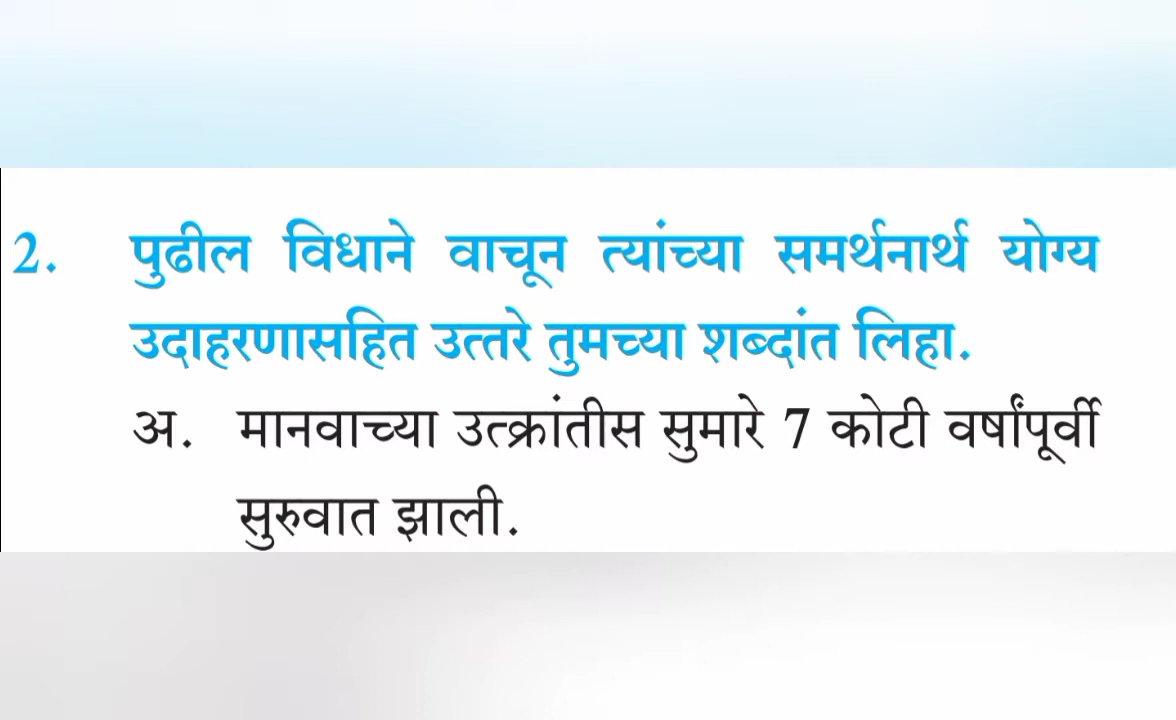 2. पुढील विधाने वाचून त्यांच्या समर्थनार्थ योग्य
उदाहरणासहित उत्तरे तुमच्या शब्दांत लिहा.
अ. मानवाच्या उत्क्रांतीस सुमारे 7 कोटी वर्षांपूर्वी
सुरुवात झाली.